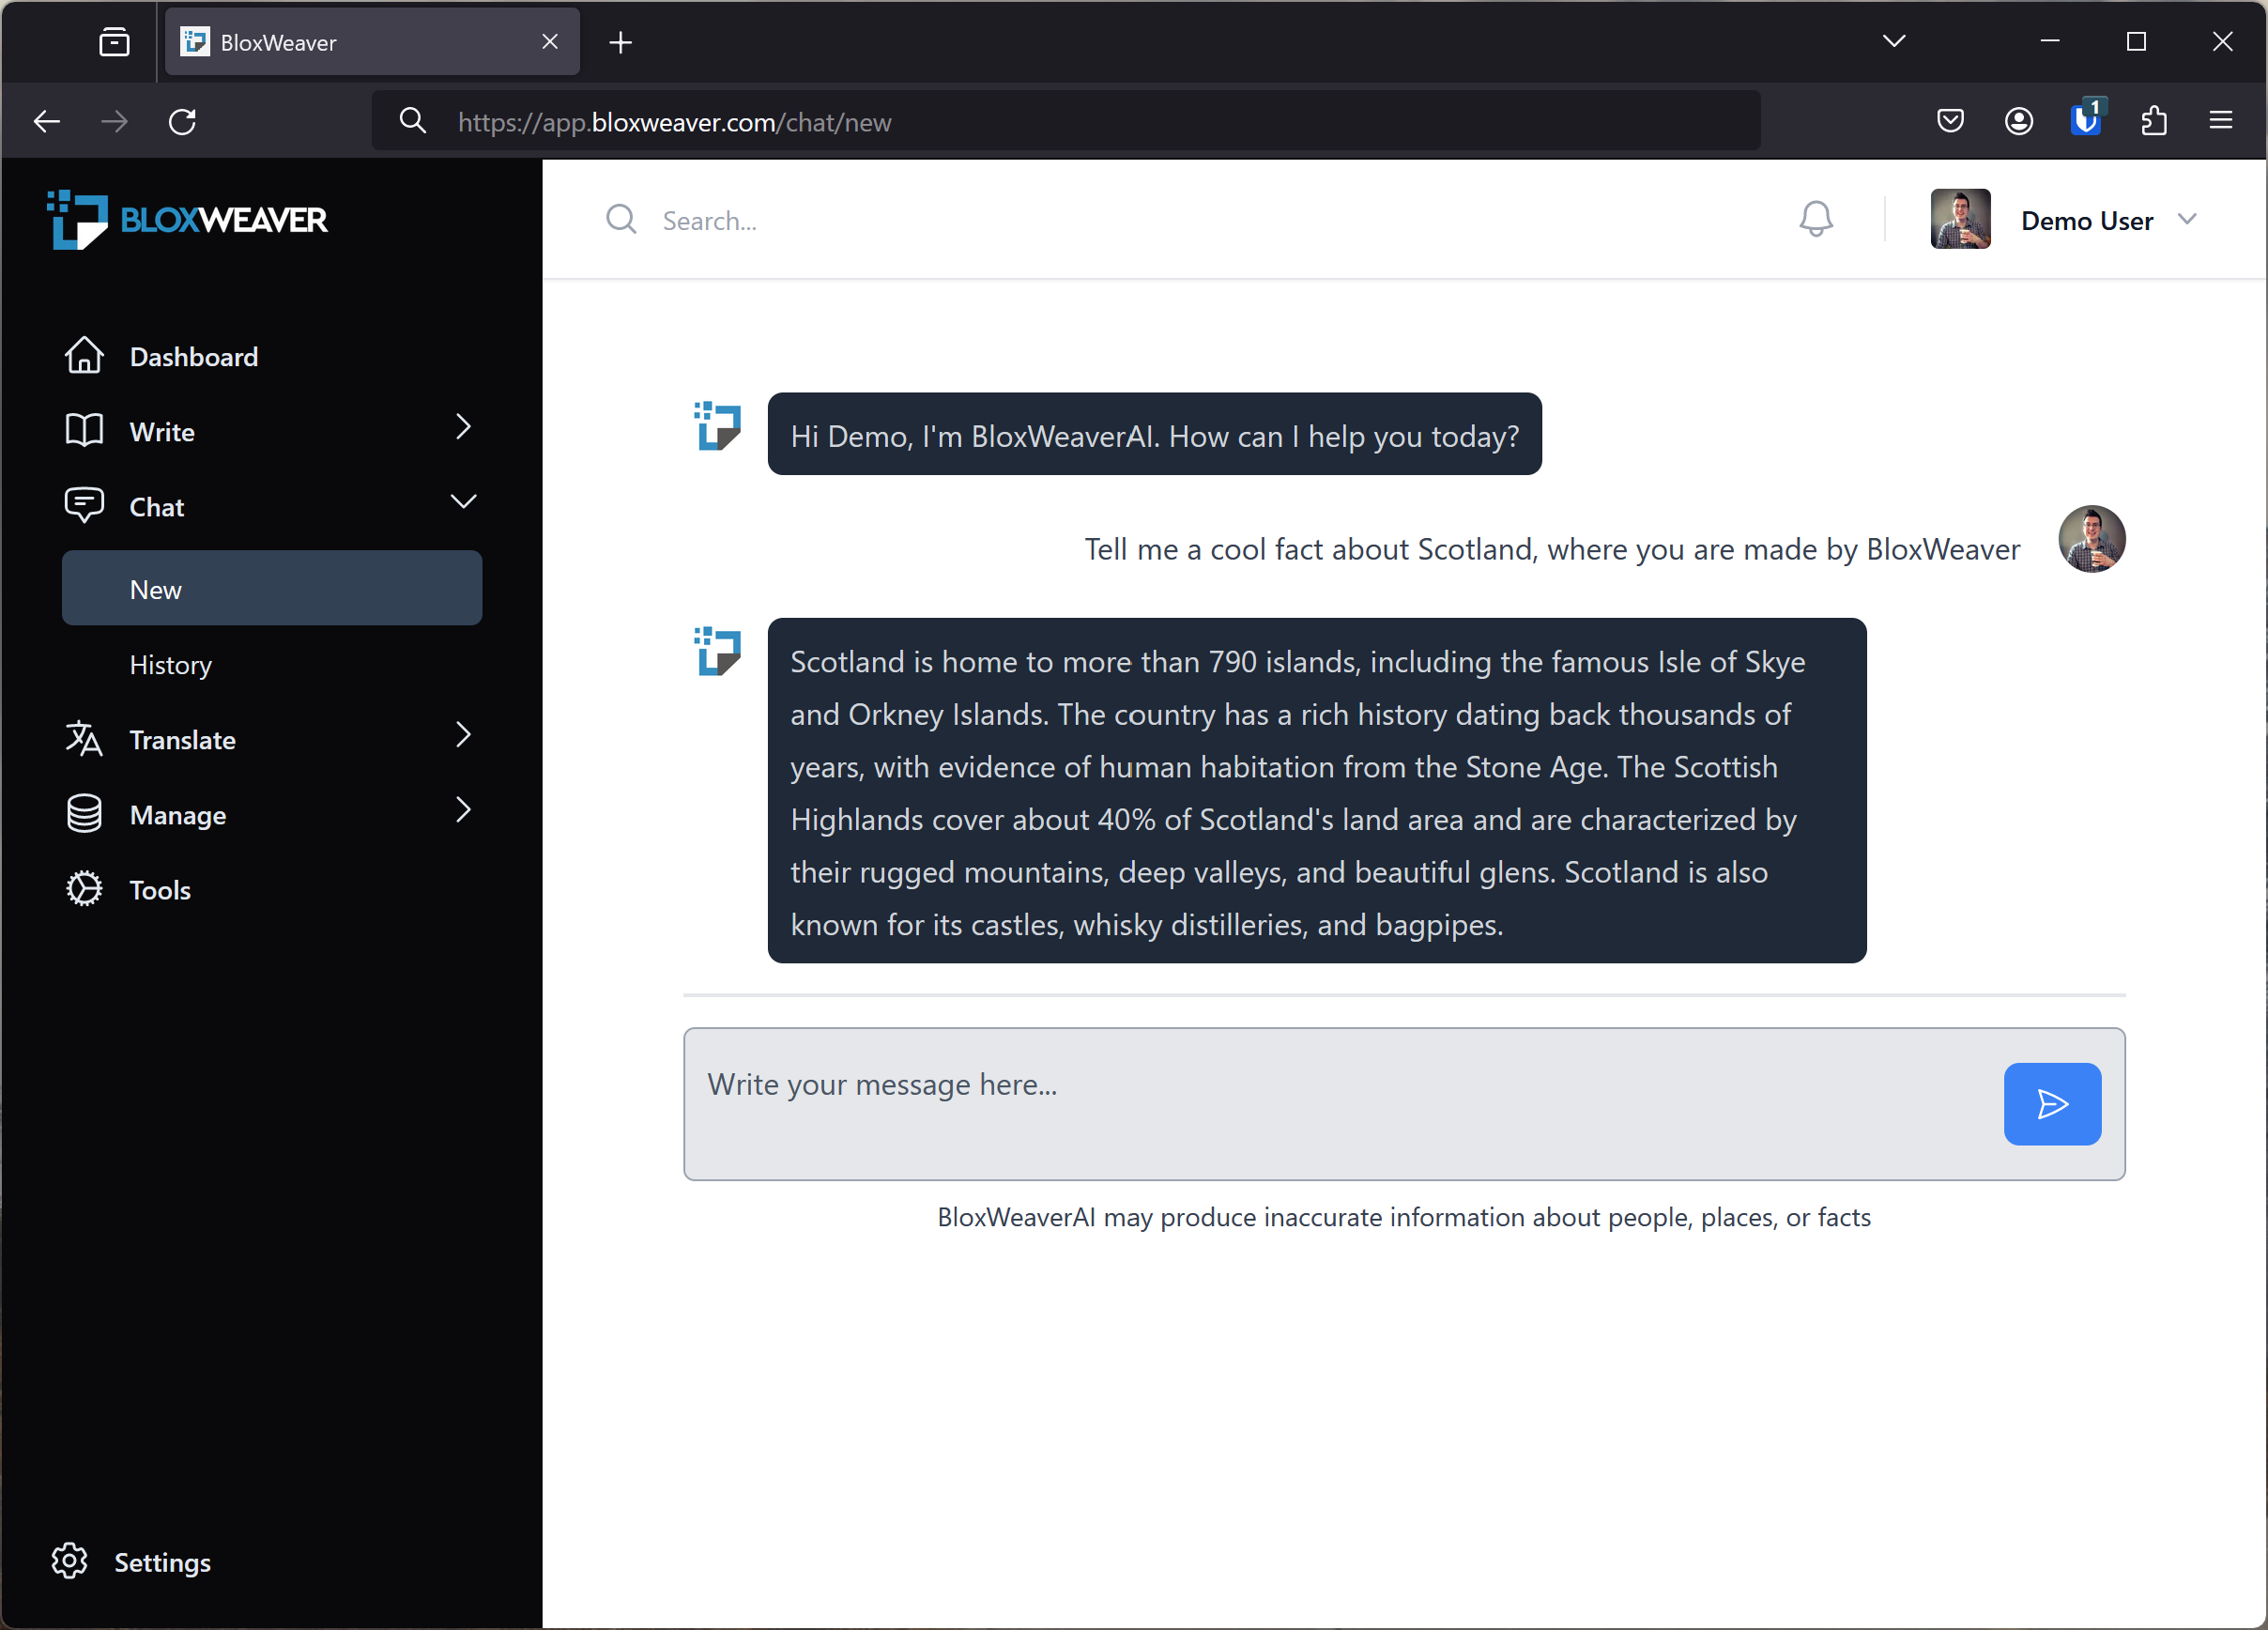 BloxWeaver
https://app.bloxweaver.com/chat/new
1
BLOXWEAVER
Search...
Demo User
Dashboard
Write
Chat
New
History
Translate
Manage
Tools
Settings
Hi Demo, I'm BloxWeaverAI. How can I help you today?
Tell me a cool fact about Scotland, where you are made by BloxWeaver
Scotland is home to more than 790 islands, including the famous Isle of Skye
and Orkney Islands. The country has a rich history dating back thousands of
years, with evidence of human habitation from the Stone Age. The Scottish
Highlands cover about 40% of Scotland's land area and are characterized by
their rugged mountains, deep valleys, and beautiful glens. Scotland is also
known for its castles, whisky distilleries, and bagpipes.
Write your message here...
BloxWeaverAI may produce inaccurate information about people, places, or facts